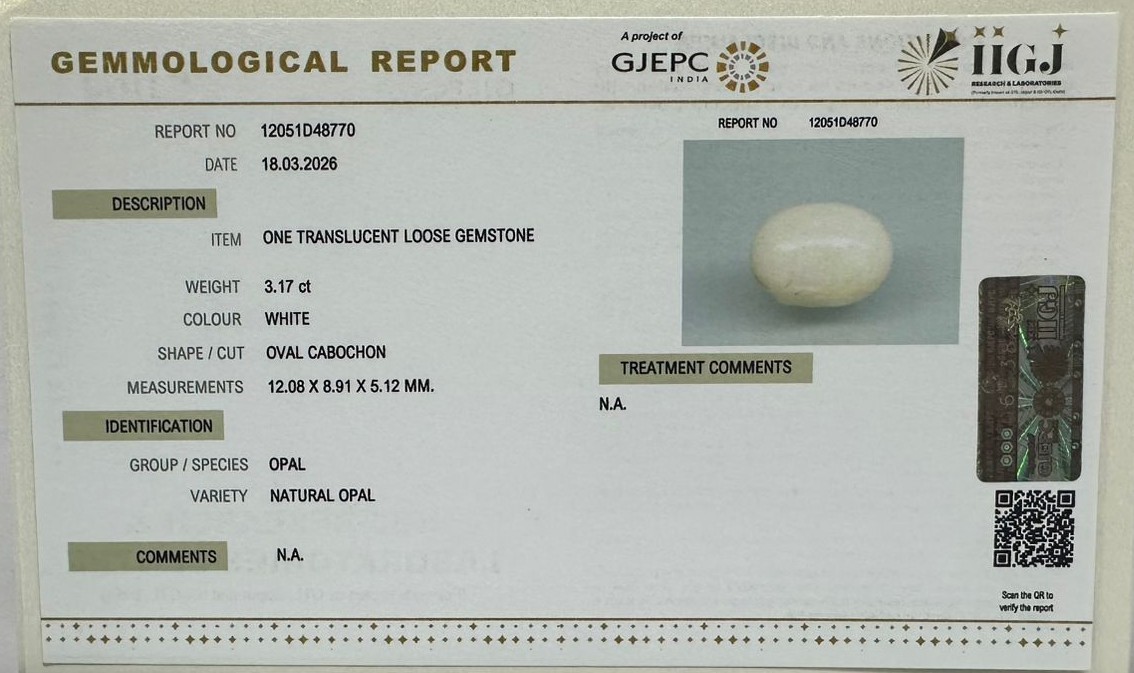 GEMMOLOGICAL REPORT
A project of
GJEPC
INDIA
IIGJ
RESEARCH & LABORATORIES
REPORT NO 12051D48770
DATE 18.03.2026
DESCRIPTION
ITEM ONE TRANSLUCENT LOOSE GEMSTONE
WEIGHT 3.17 ct
COLOUR WHITE
SHAPE / CUT OVAL CABOCHON
MEASUREMENTS 12.08 X 8.91 X 5.12 MM.
IDENTIFICATION
GROUP / SPECIES OPAL
VARIETY NATURAL OPAL
COMMENTS N.A.
REPORT NO 12051D48770
TREATMENT COMMENTS
N.A.
Scan the QR to
verify the report